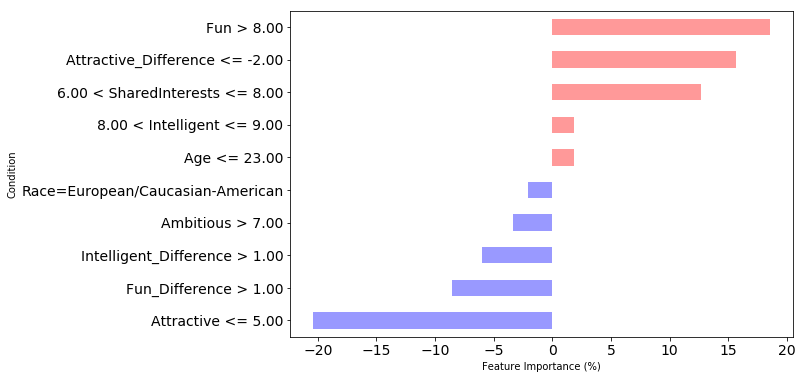 Fun > 8.00
Attractive_Difference <= -2.00
6.00 < SharedInterests <= 8.00
8.00 < Intelligent <= 9.00
Age <= 23.00
Race=European/Caucasian-American
Ambitious > 7.00
Intelligent_Difference > 1.00
Fun_Difference > 1.00
Attractive <= 5.00
Condition
−20 −15 −10 −5 0 5 10 15 20
Feature Importance (%)